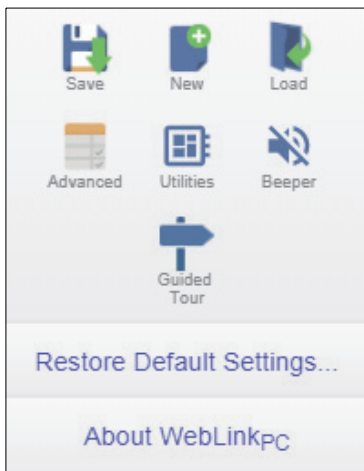 Save New Load
Advanced Utilities Beeper
Guided
Tour
Restore Default Settings...
About WebLinkPC